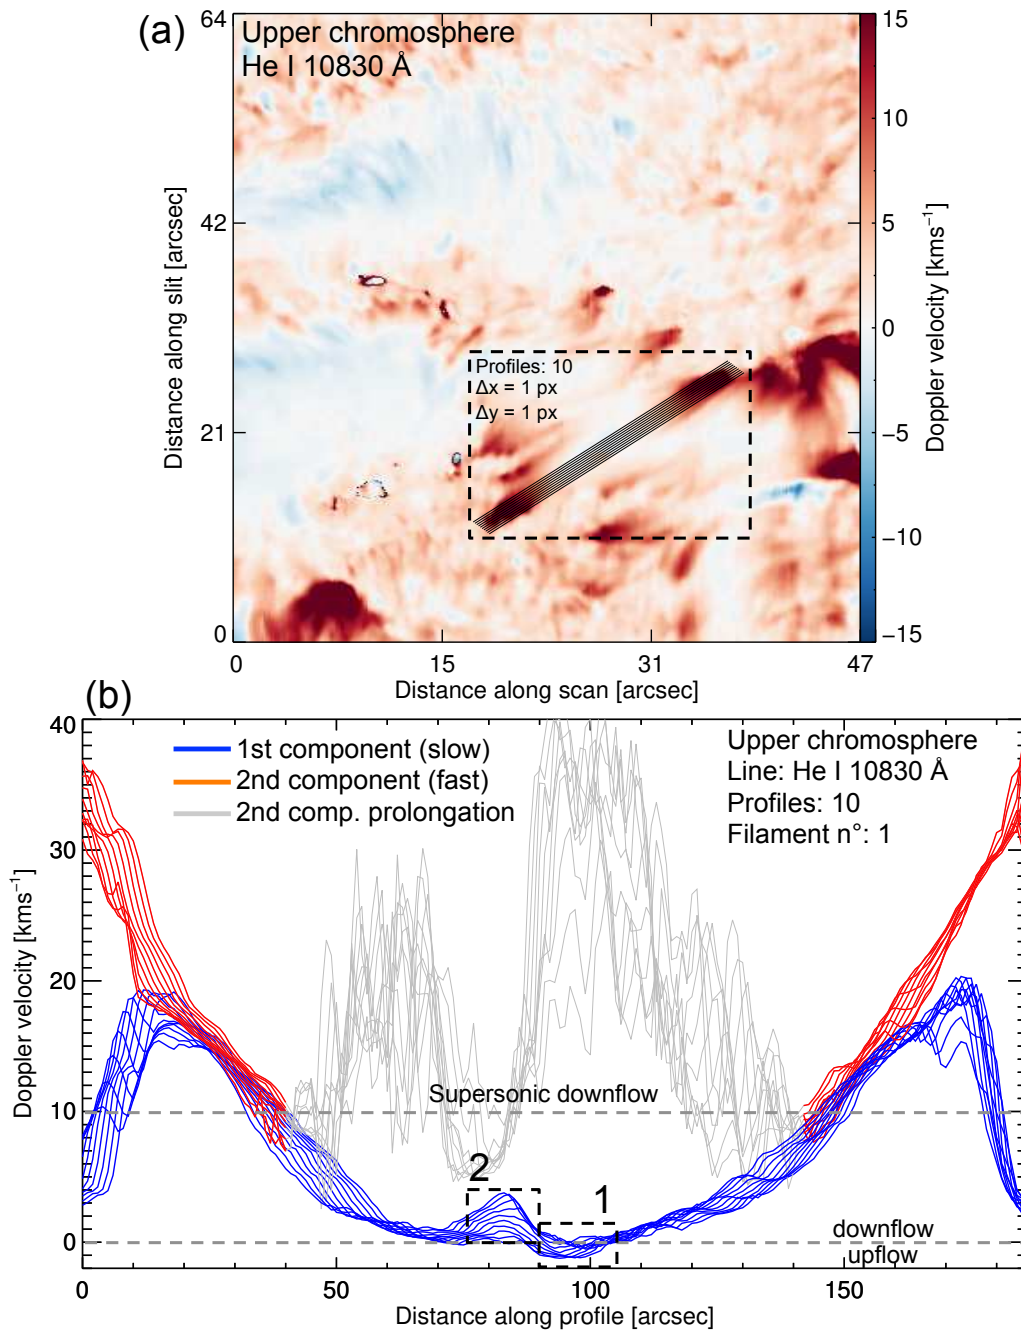 (a)
Upper chromosphere
He I 10830 Å
64
42
21
0
Distance along slit [arcsec]
0
15
31
47
Distance along scan [arcsec]
Profiles: 10
Δx = 1 px
Δy = 1 px
15
10
5
0
−5
−10
−15
Doppler velocity [kms⁻¹]
(b)
40
30
20
10
0
Doppler velocity [kms⁻¹]
1st component (slow)
2nd component (fast)
2nd comp. prolongation
Upper chromosphere
Line: He I 10830 Å
Profiles: 10
Filament n°: 1
Supersonic downflow
2
1
downflow
upflow
0
50
100
150
Distance along profile [arcsec]